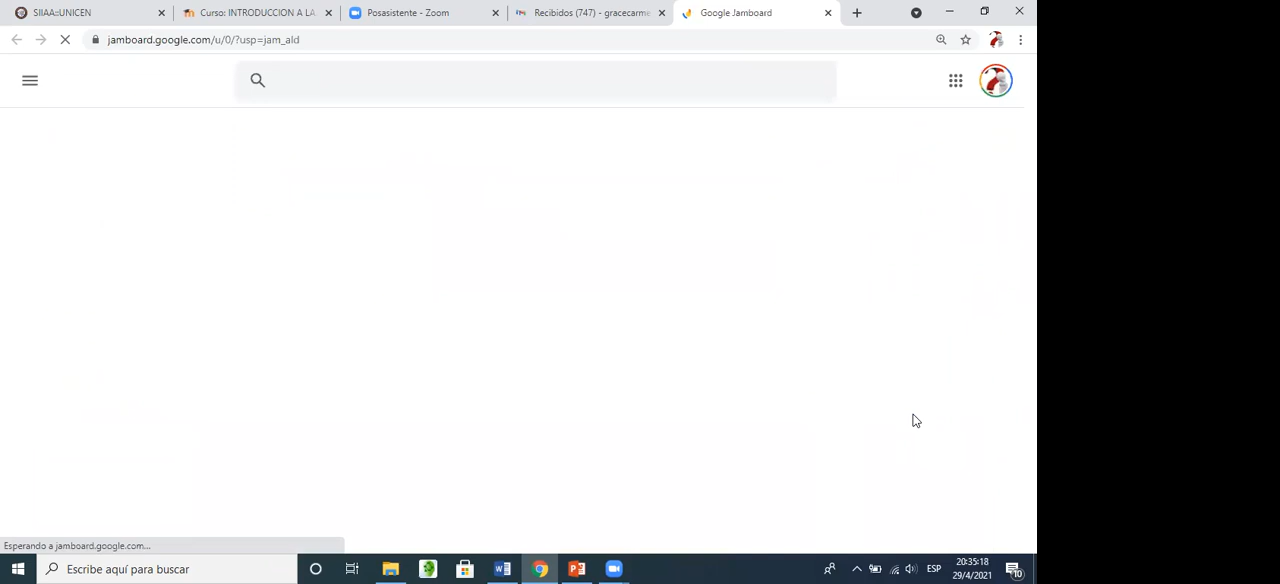 SIIAA::UNICEN
Curso: INTRODUCCION A LA
Posasistente - Zoom
Recibidos (747) - gracecarme
Google Jamboard
jamboard.google.com/u/0/?usp=jam_ald
Esperando a jamboard.google.com...
Escribe aquí para buscar
ESP
20:35:18
29/4/2021
10